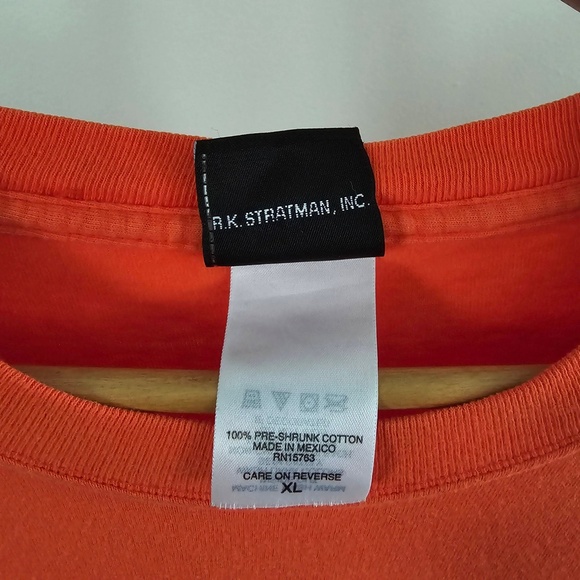 R.K. STRATMAN, INC.
100% PRE-SHRUNK COTTON
MADE IN MEXICO
RN15763
CARE ON REVERSE
XL